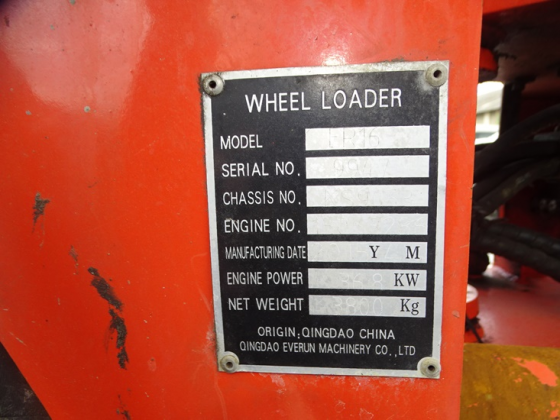 WHEEL LOADER
MODEL
SERIAL NO.
CHASSIS NO.
ENGINE NO.
MANUFACTURING DATE Y M
ENGINE POWER KW
NET WEIGHT Kg
ORIGIN;QINGDAO CHINA
QINGDAO EVERUN MACHINERY CO.,LTD